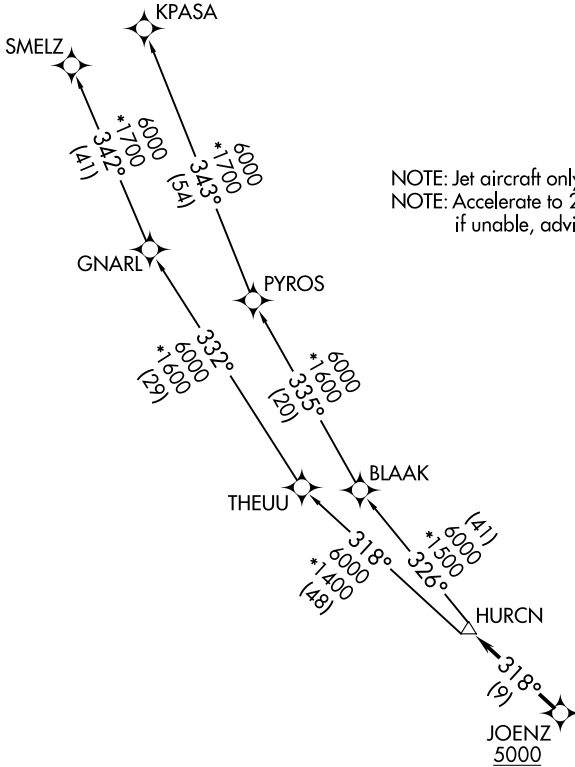 KPASA
SMELZ
6000
*1700
342°
(41)
6000
*1700
343°
(54)
NOTE: Jet aircraft only
NOTE: Accelerate to 2
if unable, advi
GNARL
PYROS
332°
6000
*1600
(29)
6000
*1600
335°
(20)
BLAAK
THEUU
(41)
6000
*1500
326°
318°
6000
*1400
(48)
HURCN
318°
(9)
JOENZ
5000